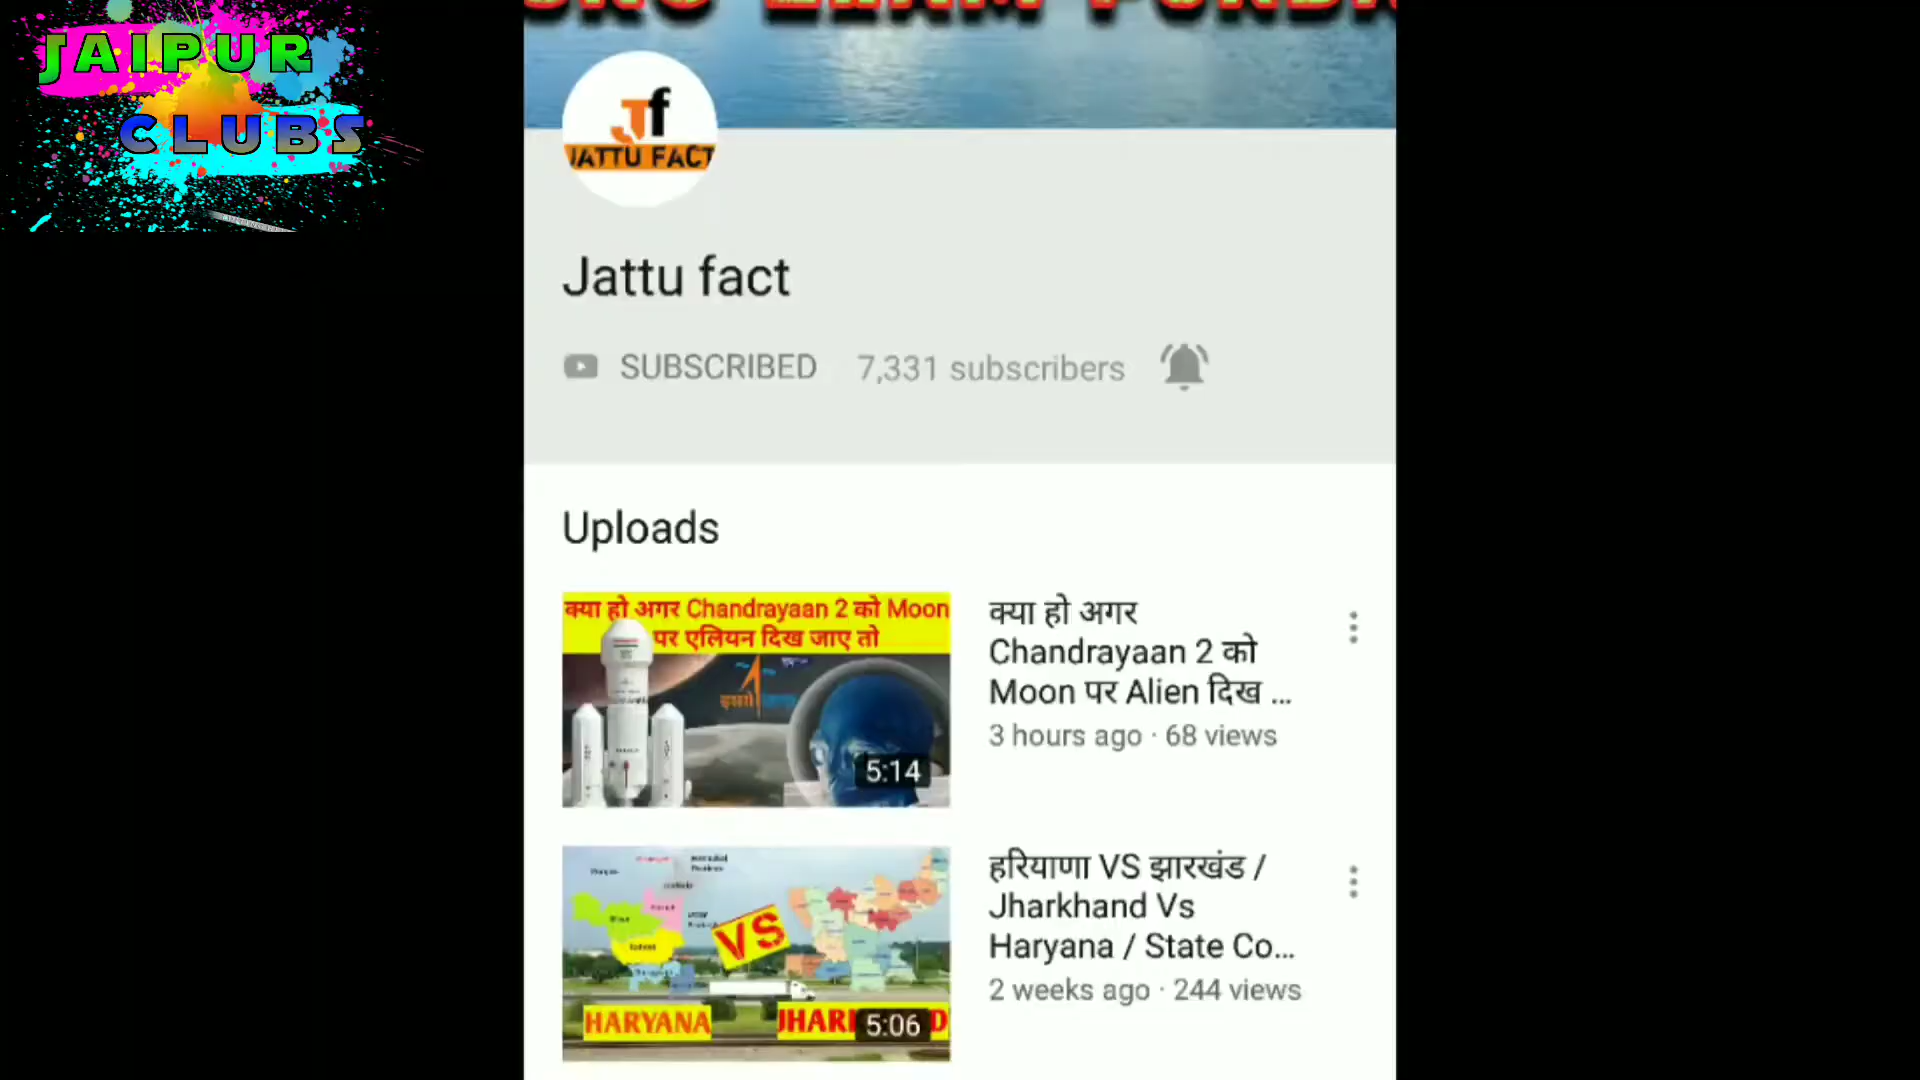 JAIPUR
CLUBS
Jf
JATTU FACT
Jattu fact
SUBSCRIBED 7,331 subscribers
Uploads
क्या हो अगर Chandrayaan 2 को Moon
पर एलियन दिख जाए तो
इसरो
5:14
क्या हो अगर
Chandrayaan 2 को
Moon पर Alien दिख ...
3 hours ago · 68 views
VS
HARYANA
5:06
हरियाणा VS झारखंड /
Jharkhand Vs
Haryana / State Co...
2 weeks ago · 244 views